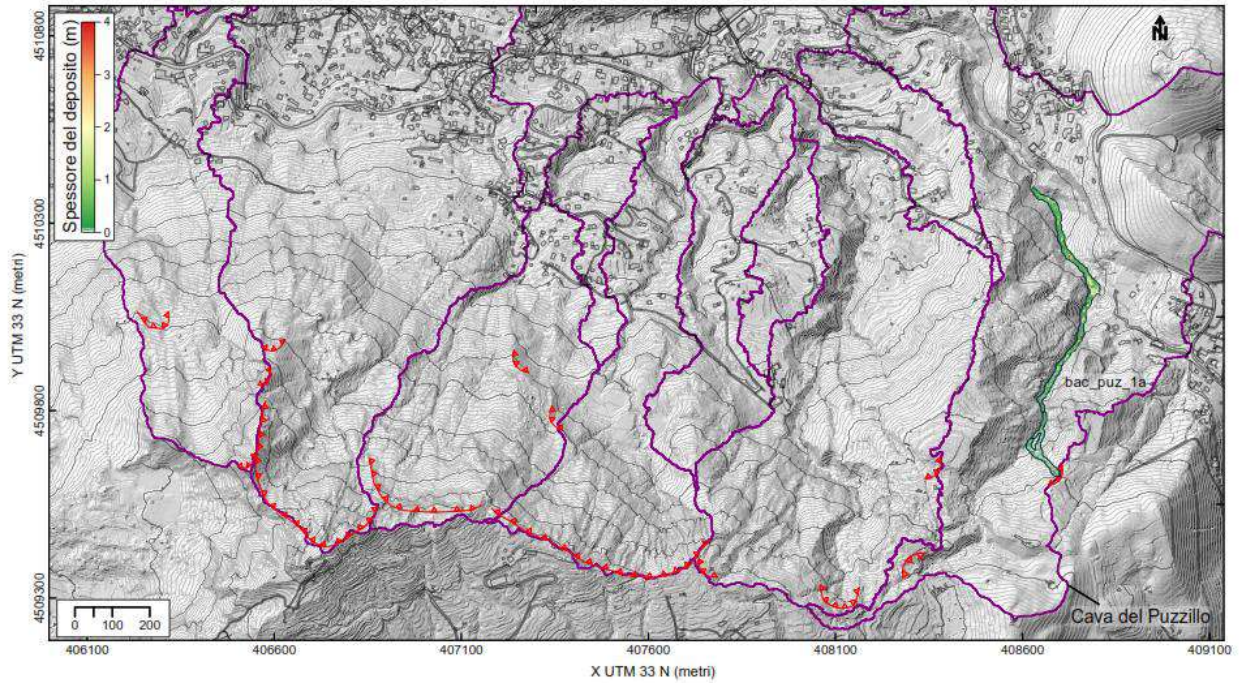 4510800
4510300
4509800
4509300
Y UTM 33 N (metri)
Spessore del deposito (m)
4
3
2
1
0
N
bac_puz_1a
Cava del Puzzillo
0 100 200
406100 406600 407100 407600 408100 408600 409100
X UTM 33 N (metri)